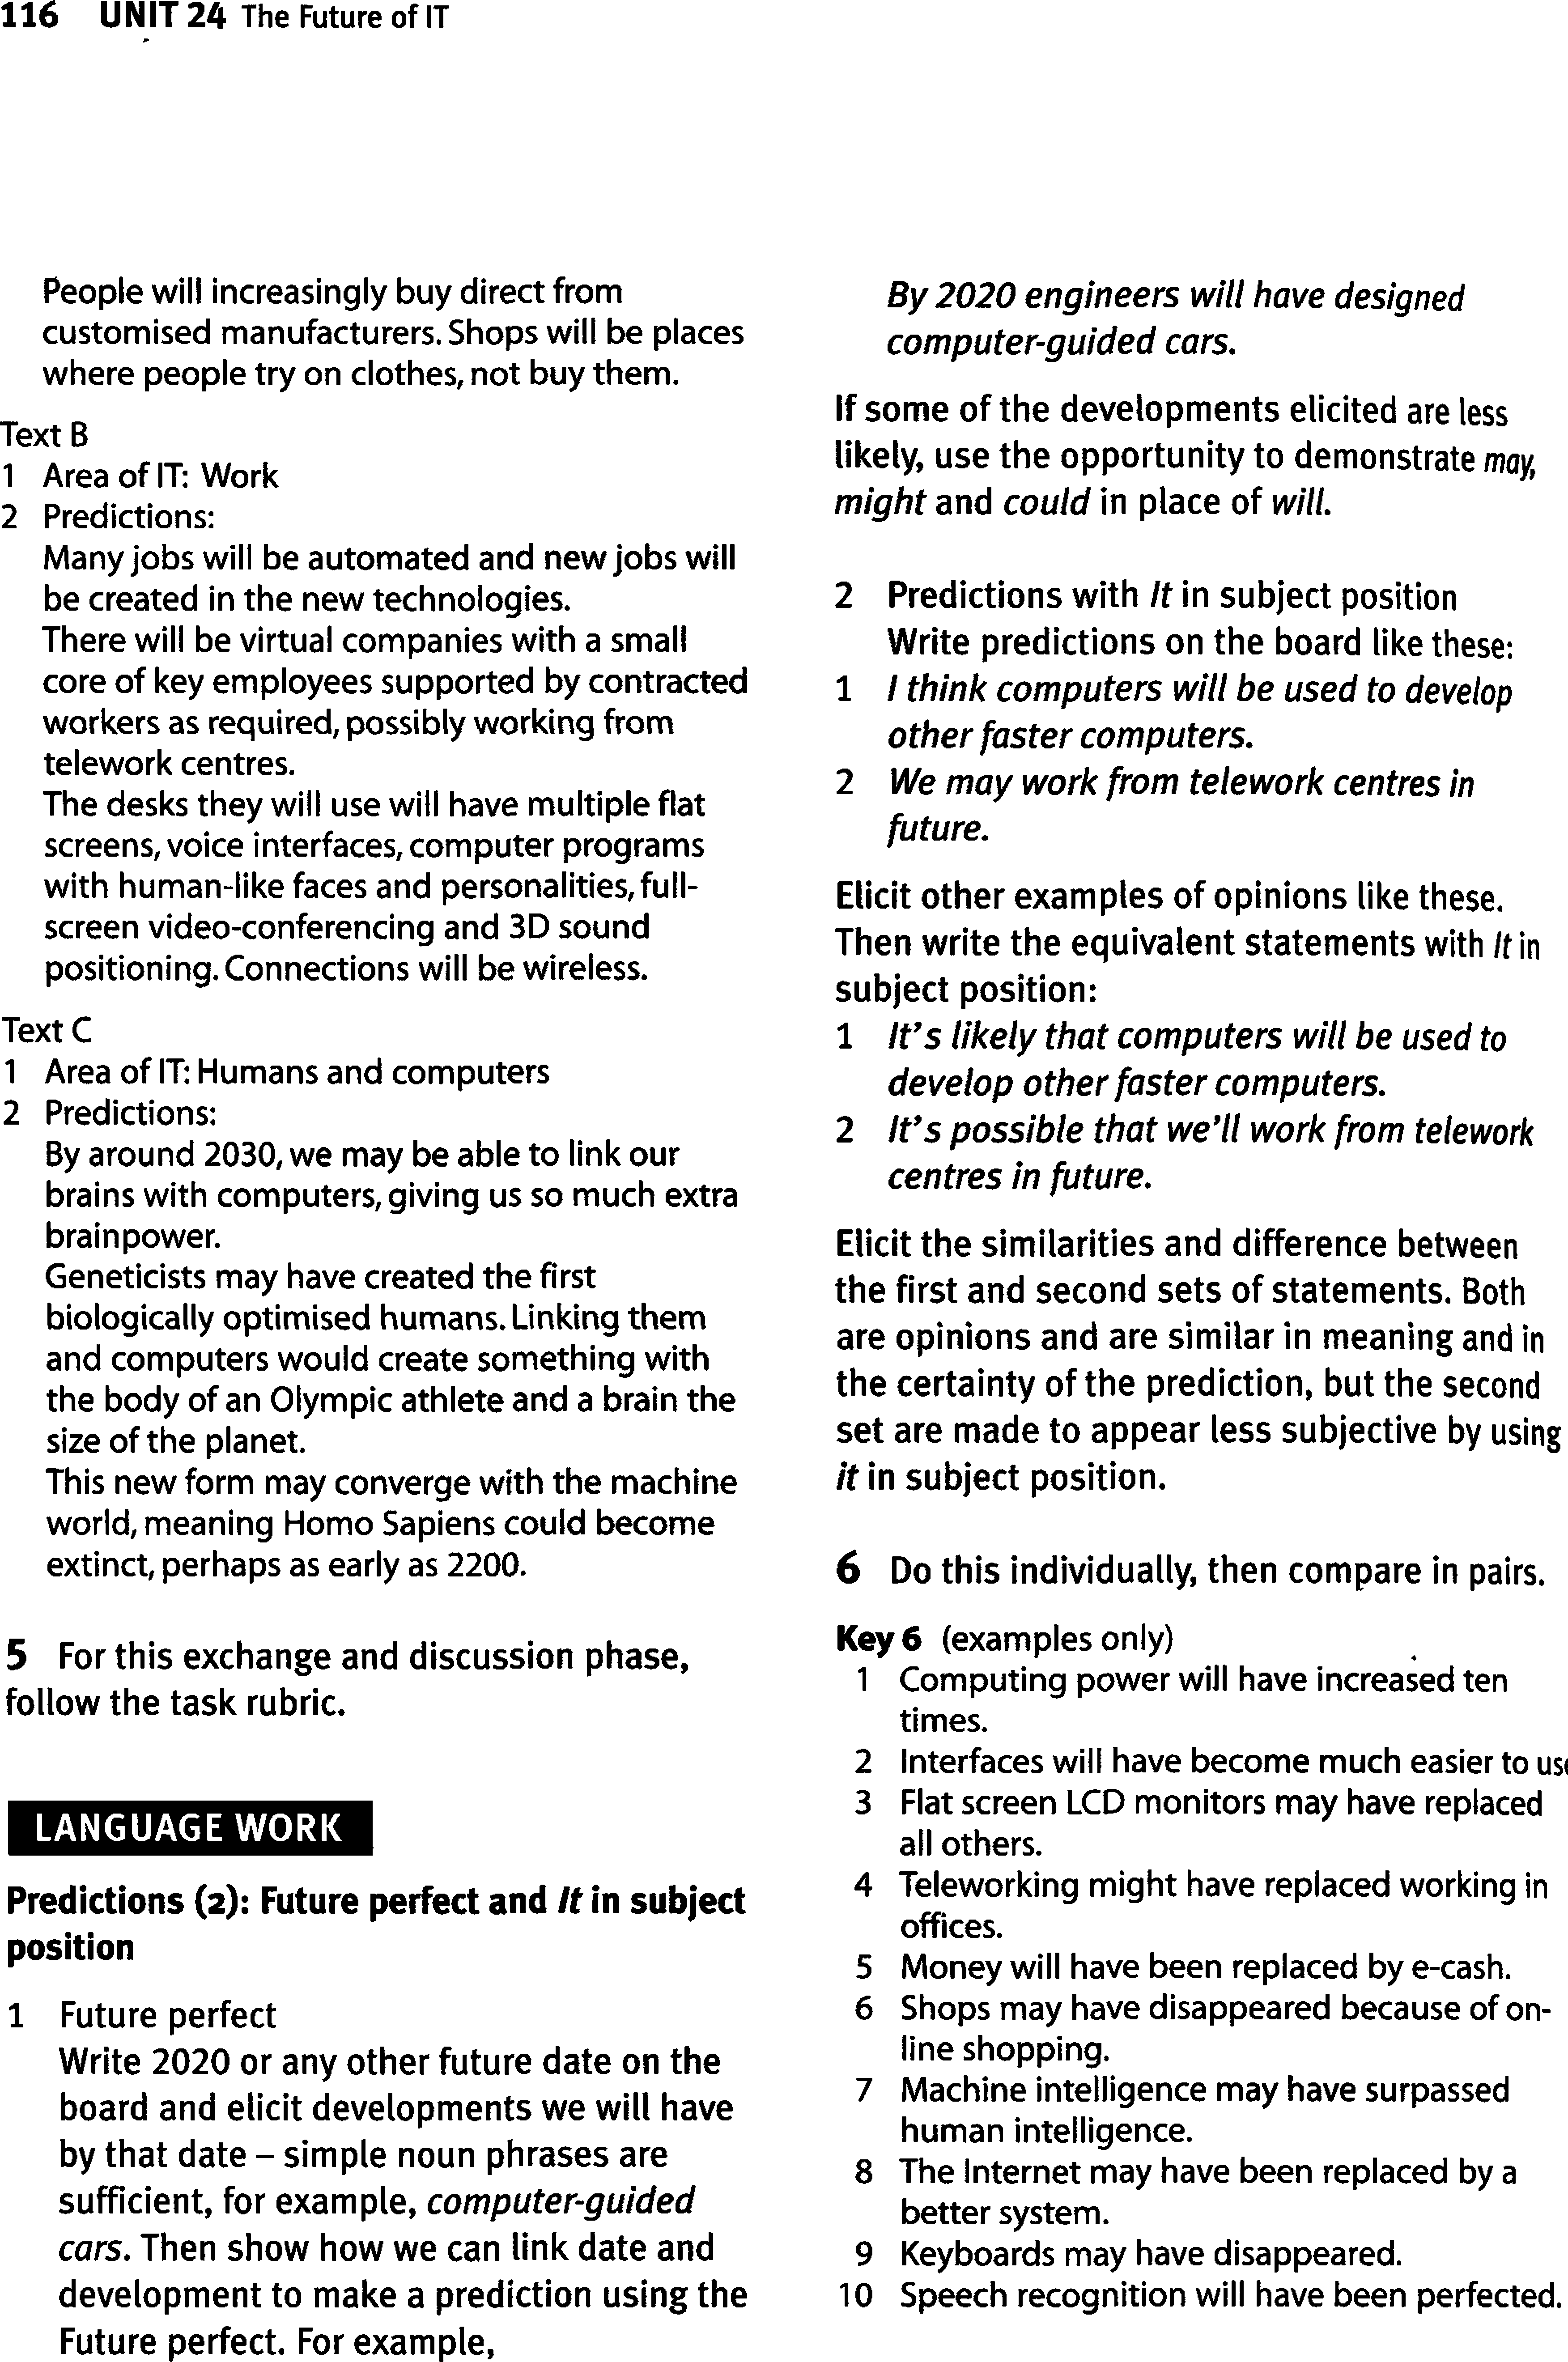 116 UNIT 24 The Future of IT
People will increasingly buy direct from
customised manufacturers. Shops will be places
where people try on clothes, not buy them.
Text B
1 Area of IT: Work
2 Predictions:
Many jobs will be automated and new jobs will
be created in the new technologies.
There will be virtual companies with a small
core of key employees supported by contracted
workers as required, possibly working from
telework centres.
The desks they will use will have multiple flat
screens, voice interfaces, computer programs
with human-like faces and personalities, full-
screen video-conferencing and 3D sound
positioning. Connections will be wireless.
Text C
1 Area of IT: Humans and computers
2 Predictions:
By around 2030, we may be able to link our
brains with computers, giving us so much extra
brainpower.
Geneticists may have created the first
biologically optimised humans. Linking them
and computers would create something with
the body of an Olympic athlete and a brain the
size of the planet.
This new form may converge with the machine
world, meaning Homo Sapiens could become
extinct, perhaps as early as 2200.
5 For this exchange and discussion phase,
follow the task rubric.
LANGUAGE WORK
Predictions (2): Future perfect and It in subject
position
1 Future perfect
Write 2020 or any other future date on the
board and elicit developments we will have
by that date – simple noun phrases are
sufficient, for example, computer-guided
cars. Then show how we can link date and
development to make a prediction using the
Future perfect. For example,
By 2020 engineers will have designed
computer-guided cars.
If some of the developments elicited are less
likely, use the opportunity to demonstrate may,
might and could in place of will.
2 Predictions with It in subject position
Write predictions on the board like these:
1 I think computers will be used to develop
other faster computers.
2 We may work from telework centres in
future.
Elicit other examples of opinions like these.
Then write the equivalent statements with It in
subject position:
1 It's likely that computers will be used to
develop other faster computers.
2 It's possible that we'll work from telework
centres in future.
Elicit the similarities and difference between
the first and second sets of statements. Both
are opinions and are similar in meaning and in
the certainty of the prediction, but the second
set are made to appear less subjective by using
it in subject position.
6 Do this individually, then compare in pairs.
Key 6 (examples only)
1 Computing power will have increased ten
times.
2 Interfaces will have become much easier to use
3 Flat screen LCD monitors may have replaced
all others.
4 Teleworking might have replaced working in
offices.
5 Money will have been replaced by e-cash.
6 Shops may have disappeared because of on-
line shopping.
7 Machine intelligence may have surpassed
human intelligence.
8 The Internet may have been replaced by a
better system.
9 Keyboards may have disappeared.
10 Speech recognition will have been perfected.